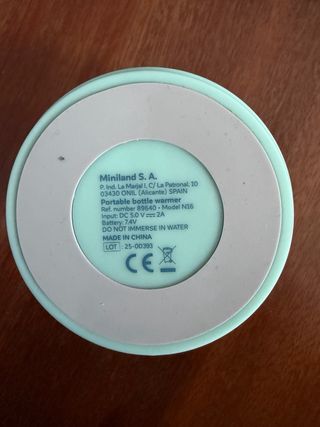 Miniland S. A.
P. Ind. La Marjal I, C/ La Patronal, 10
03430 ONIL (Alicante) SPAIN
Portable bottle warmer
Ref. number 89640 - Model N16
Input: DC 5.0 V ⎓ 2A
Battery: 7.4V
DO NOT IMMERSE IN WATER
MADE IN CHINA
LOT : 25-00393
CE